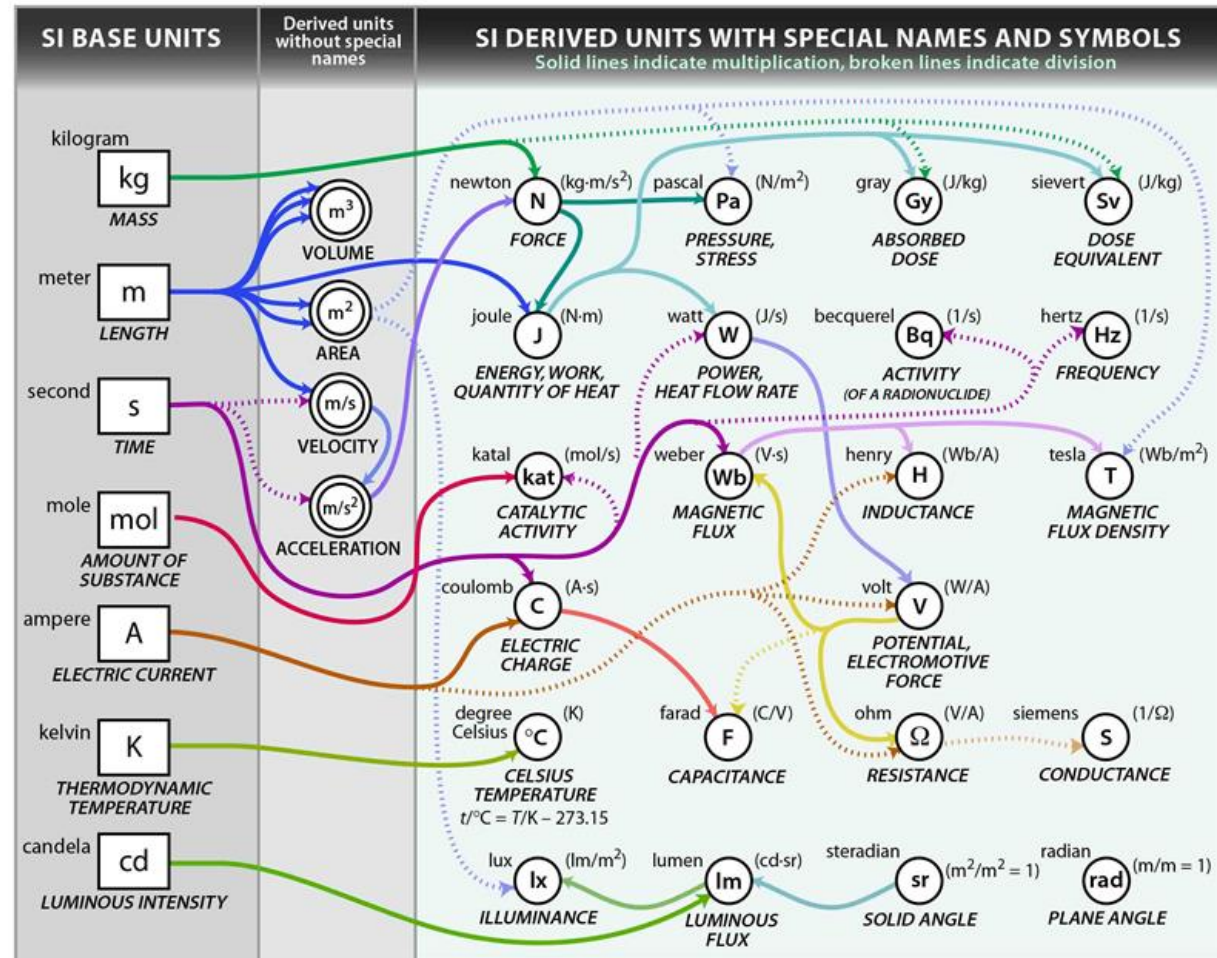 SI BASE UNITS
kilogram
kg
MASS
meter
m
LENGTH
second
s
TIME
mole
mol
AMOUNT OF
SUBSTANCE
ampere
A
ELECTRIC CURRENT
kelvin
K
THERMODYNAMIC
TEMPERATURE
candela
cd
LUMINOUS INTENSITY
Derived units
without special
names
m³
VOLUME
m²
AREA
m/s
VELOCITY
m/s²
ACCELERATION
SI DERIVED UNITS WITH SPECIAL NAMES AND SYMBOLS
Solid lines indicate multiplication, broken lines indicate division
newton
N
(kg·m/s²)
FORCE
pascal
Pa
(N/m²)
PRESSURE,
STRESS
gray
Gy
(J/kg)
ABSORBED
DOSE
sievert
Sv
(J/kg)
DOSE
EQUIVALENT
joule
J
(N·m)
ENERGY, WORK,
QUANTITY OF HEAT
watt
W
(J/s)
POWER,
HEAT FLOW RATE
becquerel
Bq
(1/s)
ACTIVITY
(OF A RADIONUCLIDE)
hertz
Hz
(1/s)
FREQUENCY
katal
kat
(mol/s)
CATALYTIC
ACTIVITY
weber
Wb
(V·s)
MAGNETIC
FLUX
henry
H
(Wb/A)
INDUCTANCE
tesla
T
(Wb/m²)
MAGNETIC
FLUX DENSITY
coulomb
C
(A·s)
ELECTRIC
CHARGE
volt
V
(W/A)
POTENTIAL,
ELECTROMOTIVE
FORCE
degree
Celsius
°C
(K)
CELSIUS
TEMPERATURE
t/°C = T/K – 273.15
farad
F
(C/V)
CAPACITANCE
ohm
Ω
(V/A)
RESISTANCE
siemens
S
(1/Ω)
CONDUCTANCE
lux
lx
(lm/m²)
ILLUMINANCE
lumen
lm
(cd·sr)
LUMINOUS
FLUX
steradian
sr
(m²/m² = 1)
SOLID ANGLE
radian
rad
(m/m = 1)
PLANE ANGLE